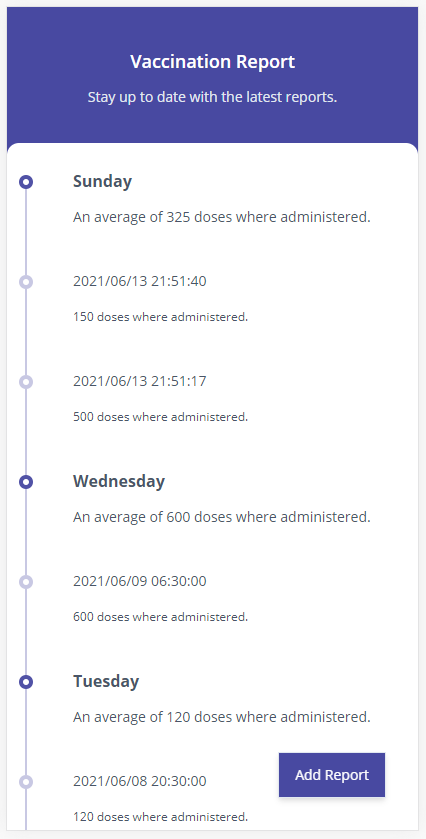 Vaccination Report
Stay up to date with the latest reports.
Sunday
An average of 325 doses where administered.
2021/06/13 21:51:40
150 doses where administered.
2021/06/13 21:51:17
500 doses where administered.
Wednesday
An average of 600 doses where administered.
2021/06/09 06:30:00
600 doses where administered.
Tuesday
An average of 120 doses where administered.
2021/06/08 20:30:00
Add Report
120 doses where administered.